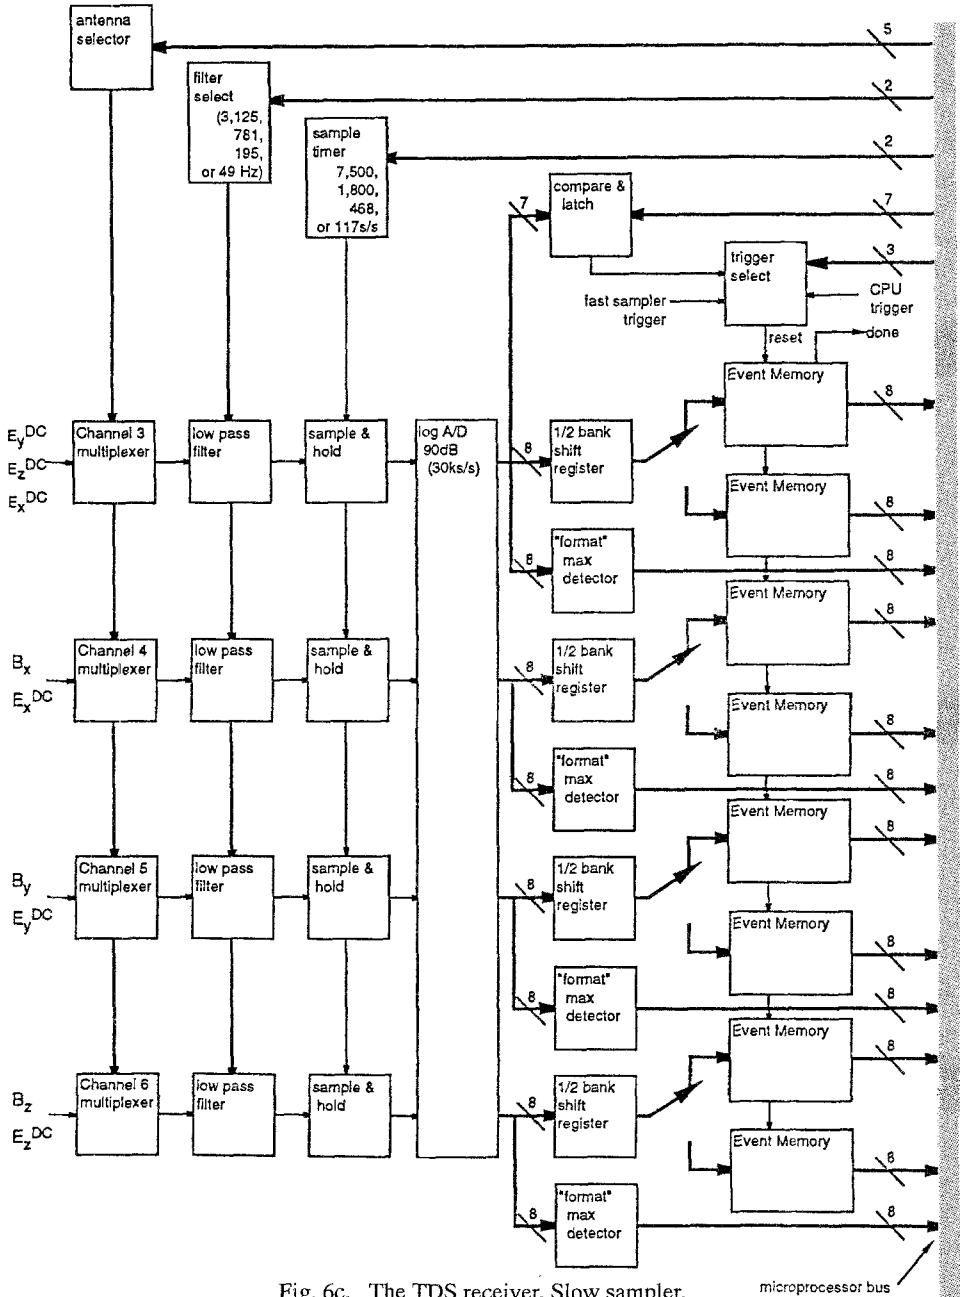 antenna
selector
5
filter
select
(3,125,
781,
195,
or 49 Hz)
2
sample
timer
7,500,
1,800,
468,
or 117s/s
2
compare &
latch
7
7
trigger
select
3
fast sampler
trigger
CPU
trigger
reset
done
Event Memory
8
Ey DC
Ez DC
Ex DC
Channel 3
multiplexer
low pass
filter
sample &
hold
log A/D
90dB
(30ks/s)
8
1/2 bank
shift
register
Event Memory
8
8
"format"
max
detector
8
Event Memory
8
Bx
Ex DC
Channel 4
multiplexer
low pass
filter
sample &
hold
8
1/2 bank
shift
register
Event Memory
8
8
"format"
max
detector
8
Event Memory
8
By
Ey DC
Channel 5
multiplexer
low pass
filter
sample &
hold
8
1/2 bank
shift
register
Event Memory
8
8
"format"
max
detector
8
Event Memory
8
Bz
Ez DC
Channel 6
multiplexer
low pass
filter
sample &
hold
8
1/2 bank
shift
register
Event Memory
8
8
"format"
max
detector
8
microprocessor bus
Fig. 6c. The TDS receiver. Slow sampler.